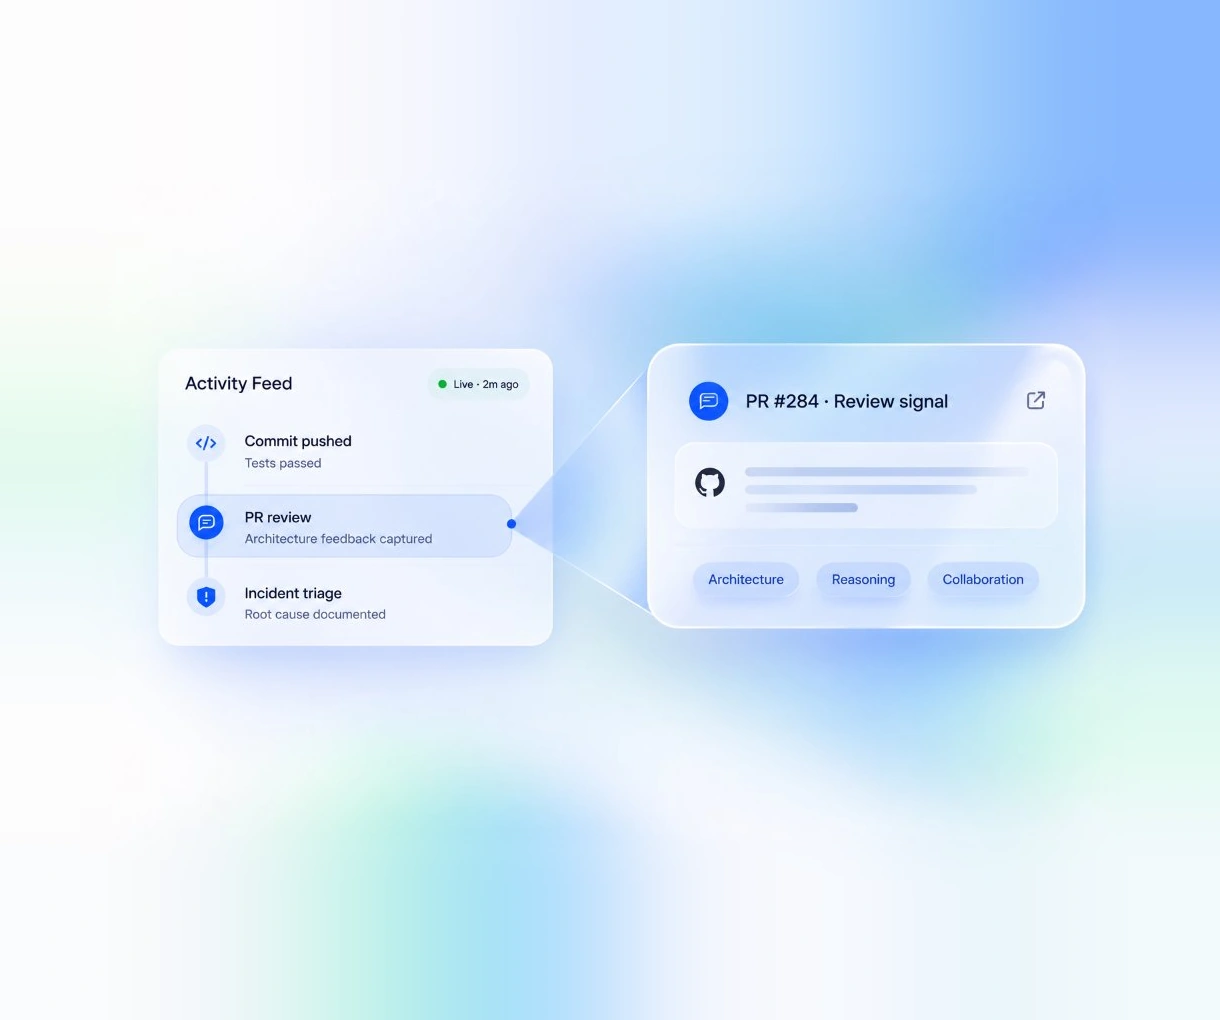 Activity Feed
Live · 2m ago
Commit pushed
Tests passed
PR review
Architecture feedback captured
Incident triage
Root cause documented
PR #284 · Review signal
Architecture
Reasoning
Collaboration